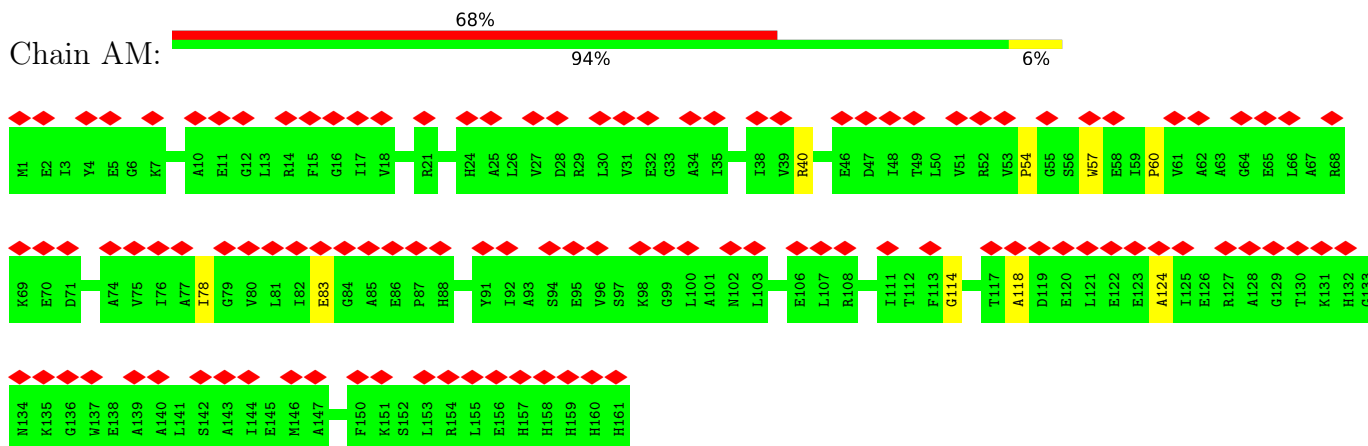 68%
Chain AM:
94% 6%
M1 E2 I3 Y4 E5 G6 K7 A10 E11 G12 L13 R14 F15 G16 I17 V18 R21 H24 A25 L26 V27 D28 R29 L30 V31 E32 G33 A34 I35 I38 V39 R40 E46 D47 I48 T49 L50 V51 R52 V53 P54 G55 S56 W57 E58 I59 P60 V61 A62 A63 G64 E65 L66 A67 R68
K69 E70 D71 A74 V75 I76 A77 I78 G79 V80 L81 I82 E83 G84 A85 E86 P87 H88 Y91 I92 A93 S94 E95 V96 S97 K98 G99 L100 A101 N102 L103 E106 L107 R108 I111 T112 F113 G114 T117 A118 D119 E120 L121 E122 E123 A124 I125 E126 R127 A128 G129 T130 K131 H132 G133
N134 K135 G136 W137 E138 A139 A140 L141 S142 A143 I144 E145 M146 A147 F150 K151 S152 L153 R154 L155 E156 H157 H158 H159 H160 H161